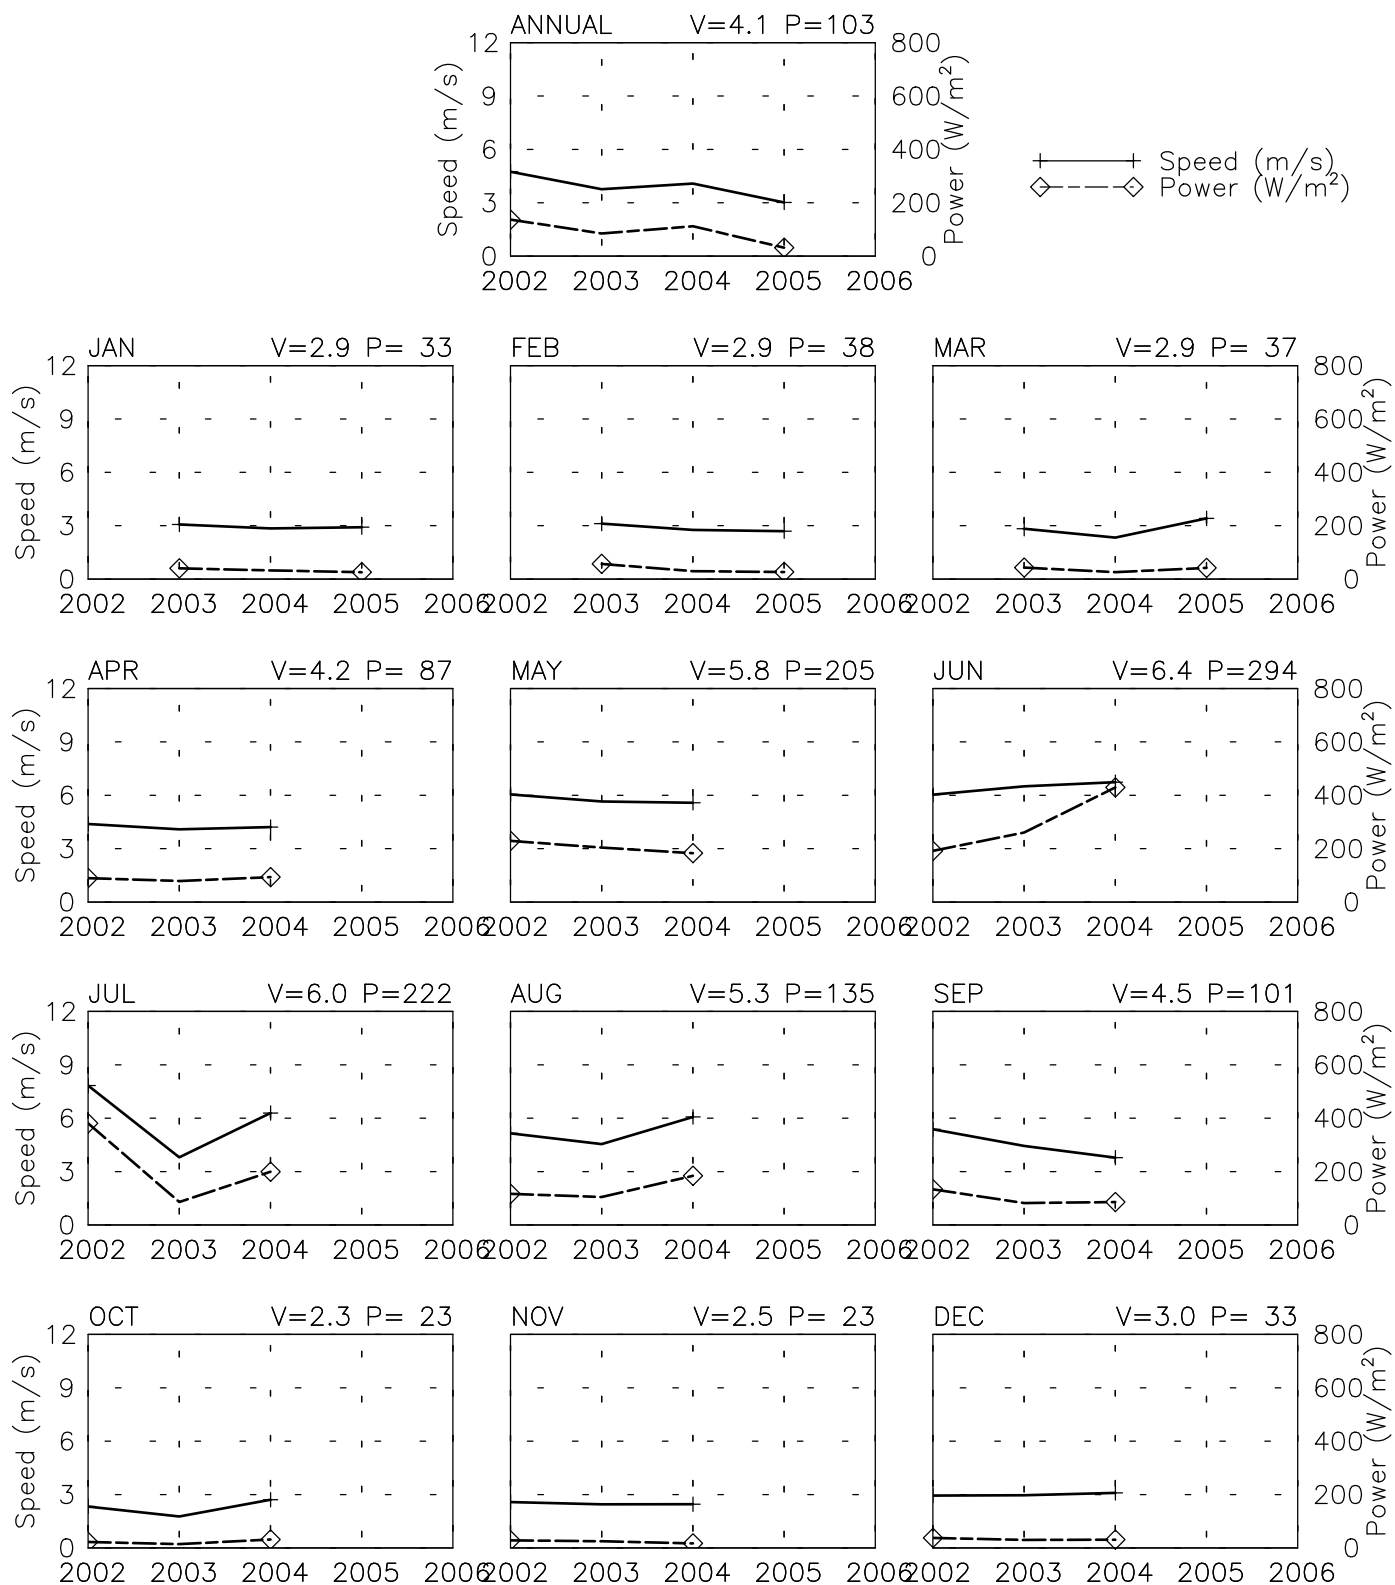 ANNUAL V=4.1 P=103
12 9 6 3 0
Speed (m/s)
800 600 400 200 0
Power (W/m²)
2002 2003 2004 2005 2006
Speed (m/s)
Power (W/m²)
JAN V=2.9 P= 33
FEB V=2.9 P= 38
MAR V=2.9 P= 37
12 9 6 3 0
Speed (m/s)
800 600 400 200 0
Power (W/m²)
2002 2003 2004 2005 2006
2002 2003 2004 2005 2006
2002 2003 2004 2005 2006
APR V=4.2 P= 87
MAY V=5.8 P=205
JUN V=6.4 P=294
12 9 6 3 0
Speed (m/s)
800 600 400 200 0
Power (W/m²)
2002 2003 2004 2005 2006
2002 2003 2004 2005 2006
2002 2003 2004 2005 2006
JUL V=6.0 P=222
AUG V=5.3 P=135
SEP V=4.5 P=101
12 9 6 3 0
Speed (m/s)
800 600 400 200 0
Power (W/m²)
2002 2003 2004 2005 2006
2002 2003 2004 2005 2006
2002 2003 2004 2005 2006
OCT V=2.3 P= 23
NOV V=2.5 P= 23
DEC V=3.0 P= 33
12 9 6 3 0
Speed (m/s)
800 600 400 200 0
Power (W/m²)
2002 2003 2004 2005 2006
2002 2003 2004 2005 2006
2002 2003 2004 2005 2006